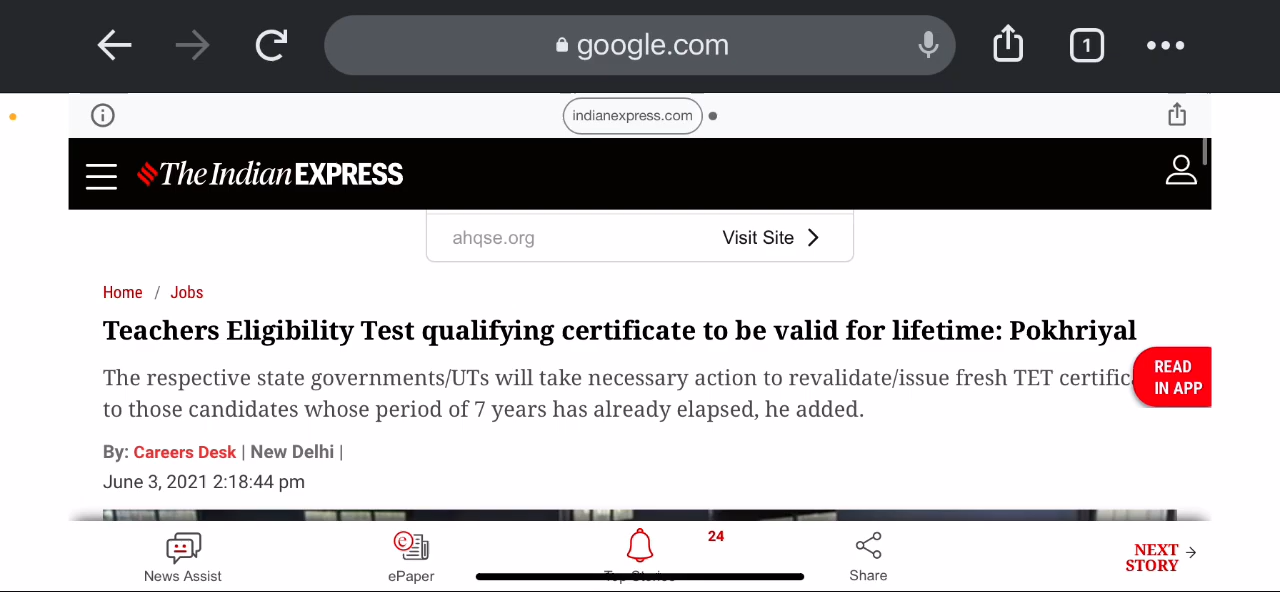 google.com
1
indianexpress.com
The Indian EXPRESS
ahqse.org
Visit Site
Home / Jobs
Teachers Eligibility Test qualifying certificate to be valid for lifetime: Pokhriyal
The respective state governments/UTs will take necessary action to revalidate/issue fresh TET
to those candidates whose period of 7 years has already elapsed, he added.
READ
IN APP
By: Careers Desk | New Delhi |
June 3, 2021 2:18:44 pm
News Assist
ePaper
24
Top Stories
Share
NEXT
STORY